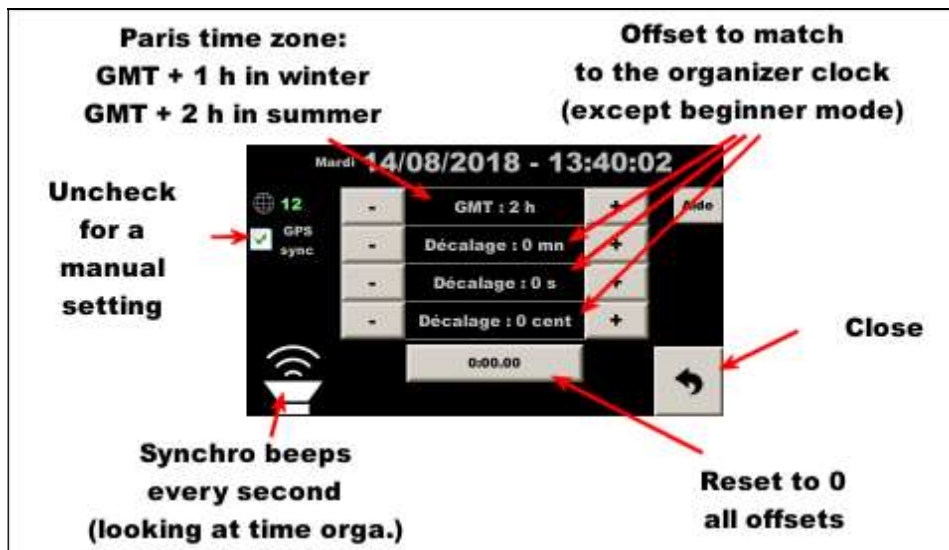 Paris time zone:
GMT + 1 h in winter
GMT + 2 h in summer
Offset to match
to the organizer clock
(except beginner mode)
Mardi 14/08/2018 - 13:40:02
Uncheck
for a
manual
setting
12
GPS
sync
- GMT : 2 h + Aide
- Décalage : 0 mn +
- Décalage : 0 s +
- Décalage : 0 cent +
0:00.00
Close
Synchro beeps
every second
(looking at time orga.)
Reset to 0
all offsets